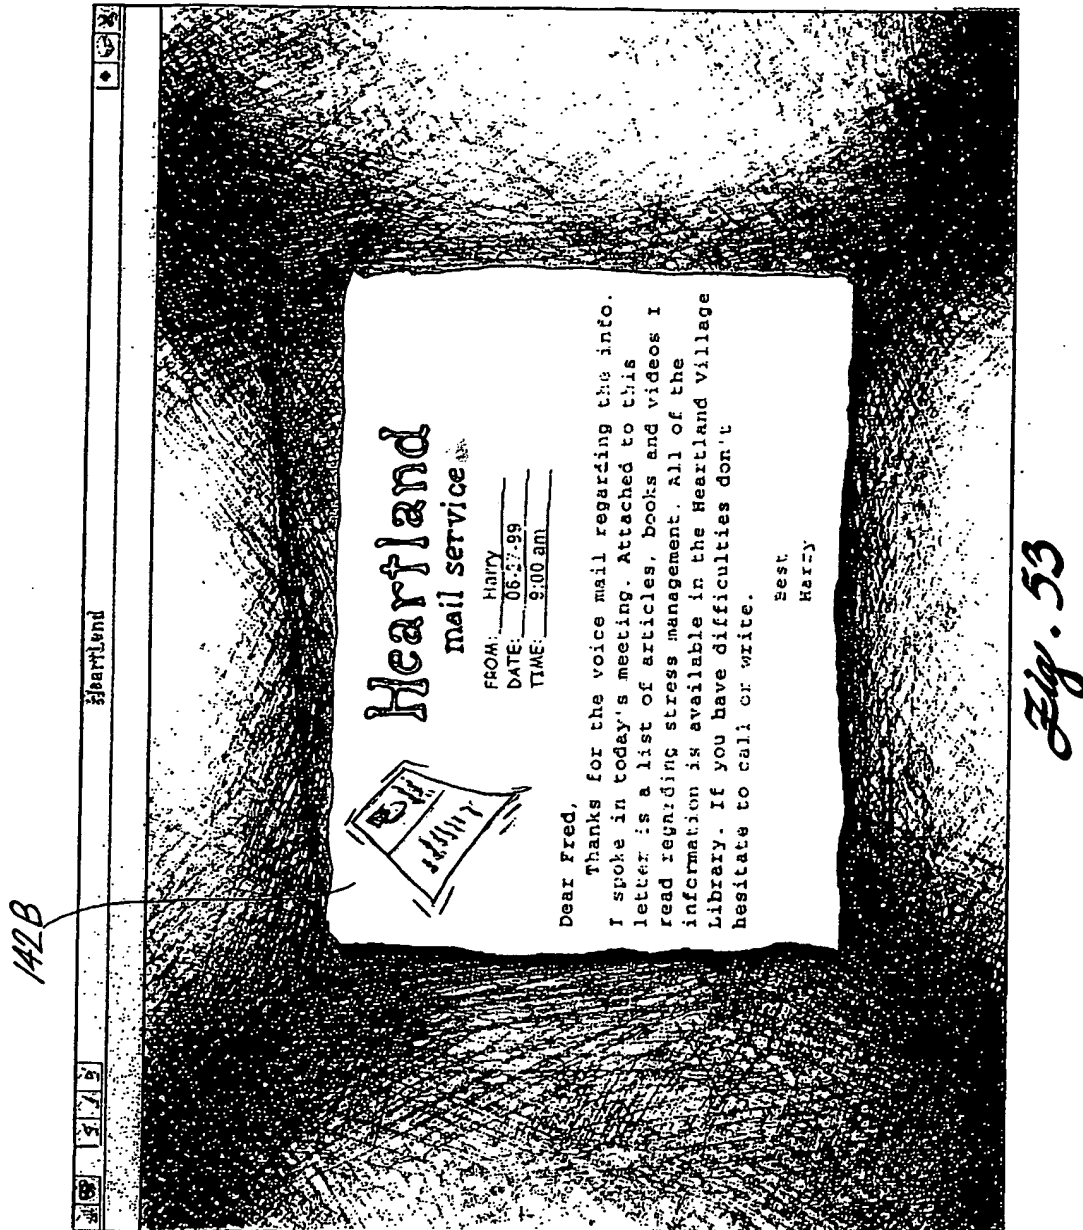 142B
Heartland
Heartland
mail service
FROM: Harry
DATE: 06-27-99
TIME: 9:00 am
Dear Fred,
Thanks for the voice mail regarding the info.
I spoke in today's meeting. Attached to this
letter is a list of articles, books and videos I
read regarding stress management. All of the
information is available in the Heartland Village
Library. If you have difficulties don't
hesitate to call or write.
Best
Harry
Fig. 53